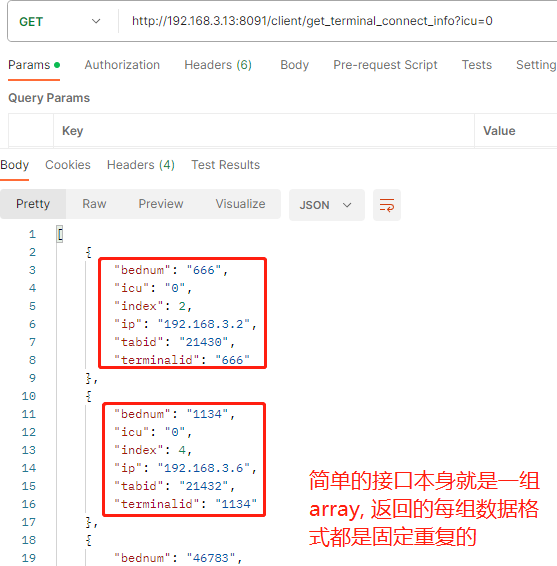 GET http://192.168.3.13:8091/client/get_terminal_connect_info?icu=0
Params Authorization Headers (6) Body Pre-request Script Tests Setting
Query Params
Key Value
Body Cookies Headers (4) Test Results
Pretty Raw Preview Visualize JSON
1 [
2 {
3 "bednum": "666",
4 "icu": "0",
5 "index": 2,
6 "ip": "192.168.3.2",
7 "tabid": "21430",
8 "terminalid": "666"
9 },
10 {
11 "bednum": "1134",
12 "icu": "0",
13 "index": 4,
14 "ip": "192.168.3.6",
15 "tabid": "21432",
16 "terminalid": "1134"
17 },
18 {
19 "bednum": "46783",
简单的接口本身就是一组
array, 返回的每组数据格
式都是固定重复的